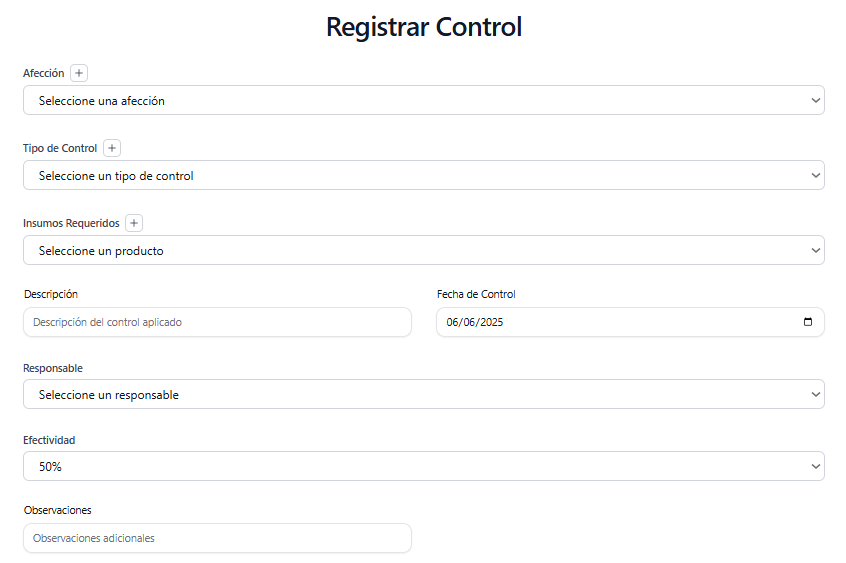 Registrar Control
Afección +
Seleccione una afección
Tipo de Control +
Seleccione un tipo de control
Insumos Requeridos +
Seleccione un producto
Descripción
Descripción del control aplicado
Fecha de Control
06/06/2025
Responsable
Seleccione un responsable
Efectividad
50%
Observaciones
Observaciones adicionales